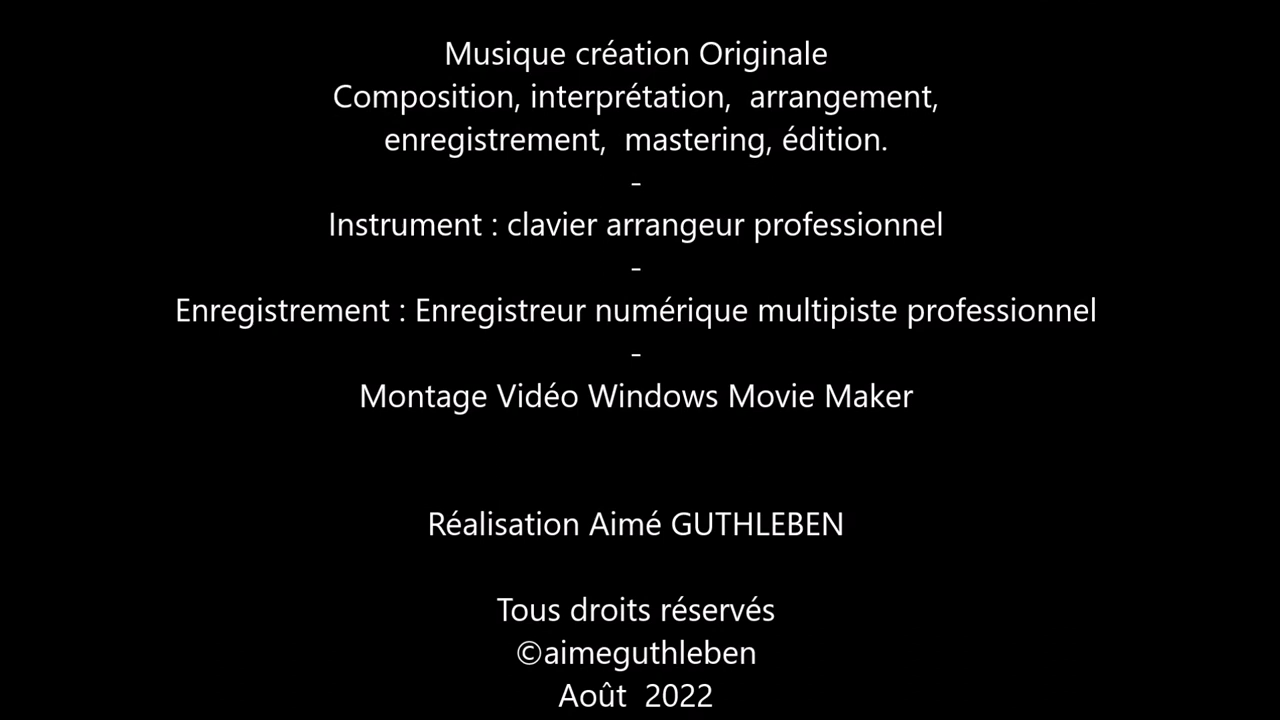 Musique création Originale
Composition, interprétation,  arrangement,
enregistrement,  mastering, édition.
-
Instrument : clavier arrangeur professionnel
-
Enregistrement : Enregistreur numérique multipiste professionnel
-
Montage Vidéo Windows Movie Maker
Réalisation Aimé GUTHLEBEN
Tous droits réservés
©aimeguthleben
Août  2022